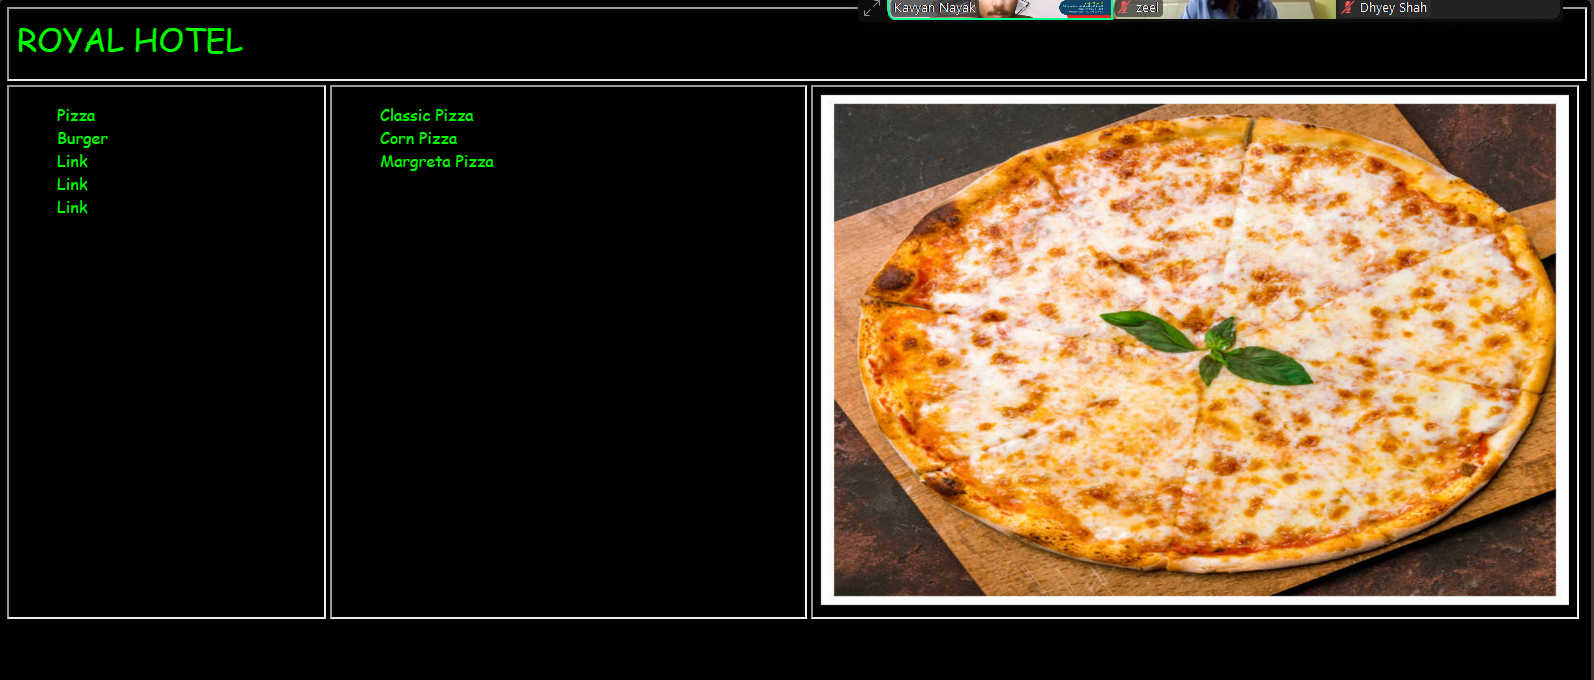 Kavyan Nayak
zeel
Dhyey Shah
ROYAL HOTEL
Pizza
Burger
Link
Link
Link
Classic Pizza
Corn Pizza
Margreta Pizza